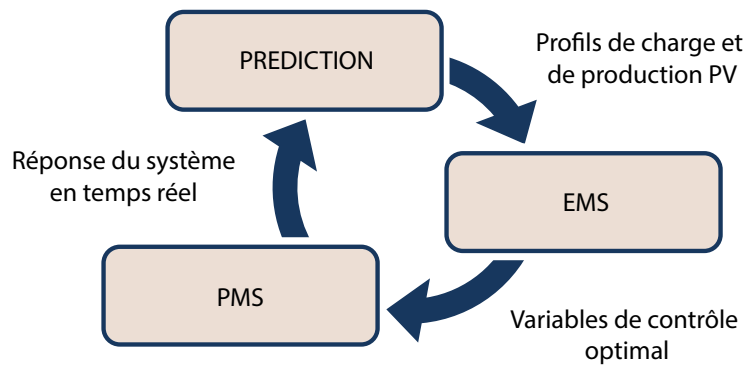 PREDICTION
Profils de charge et
de production PV
Réponse du système
en temps réel
EMS
PMS
Variables de contrôle
optimal